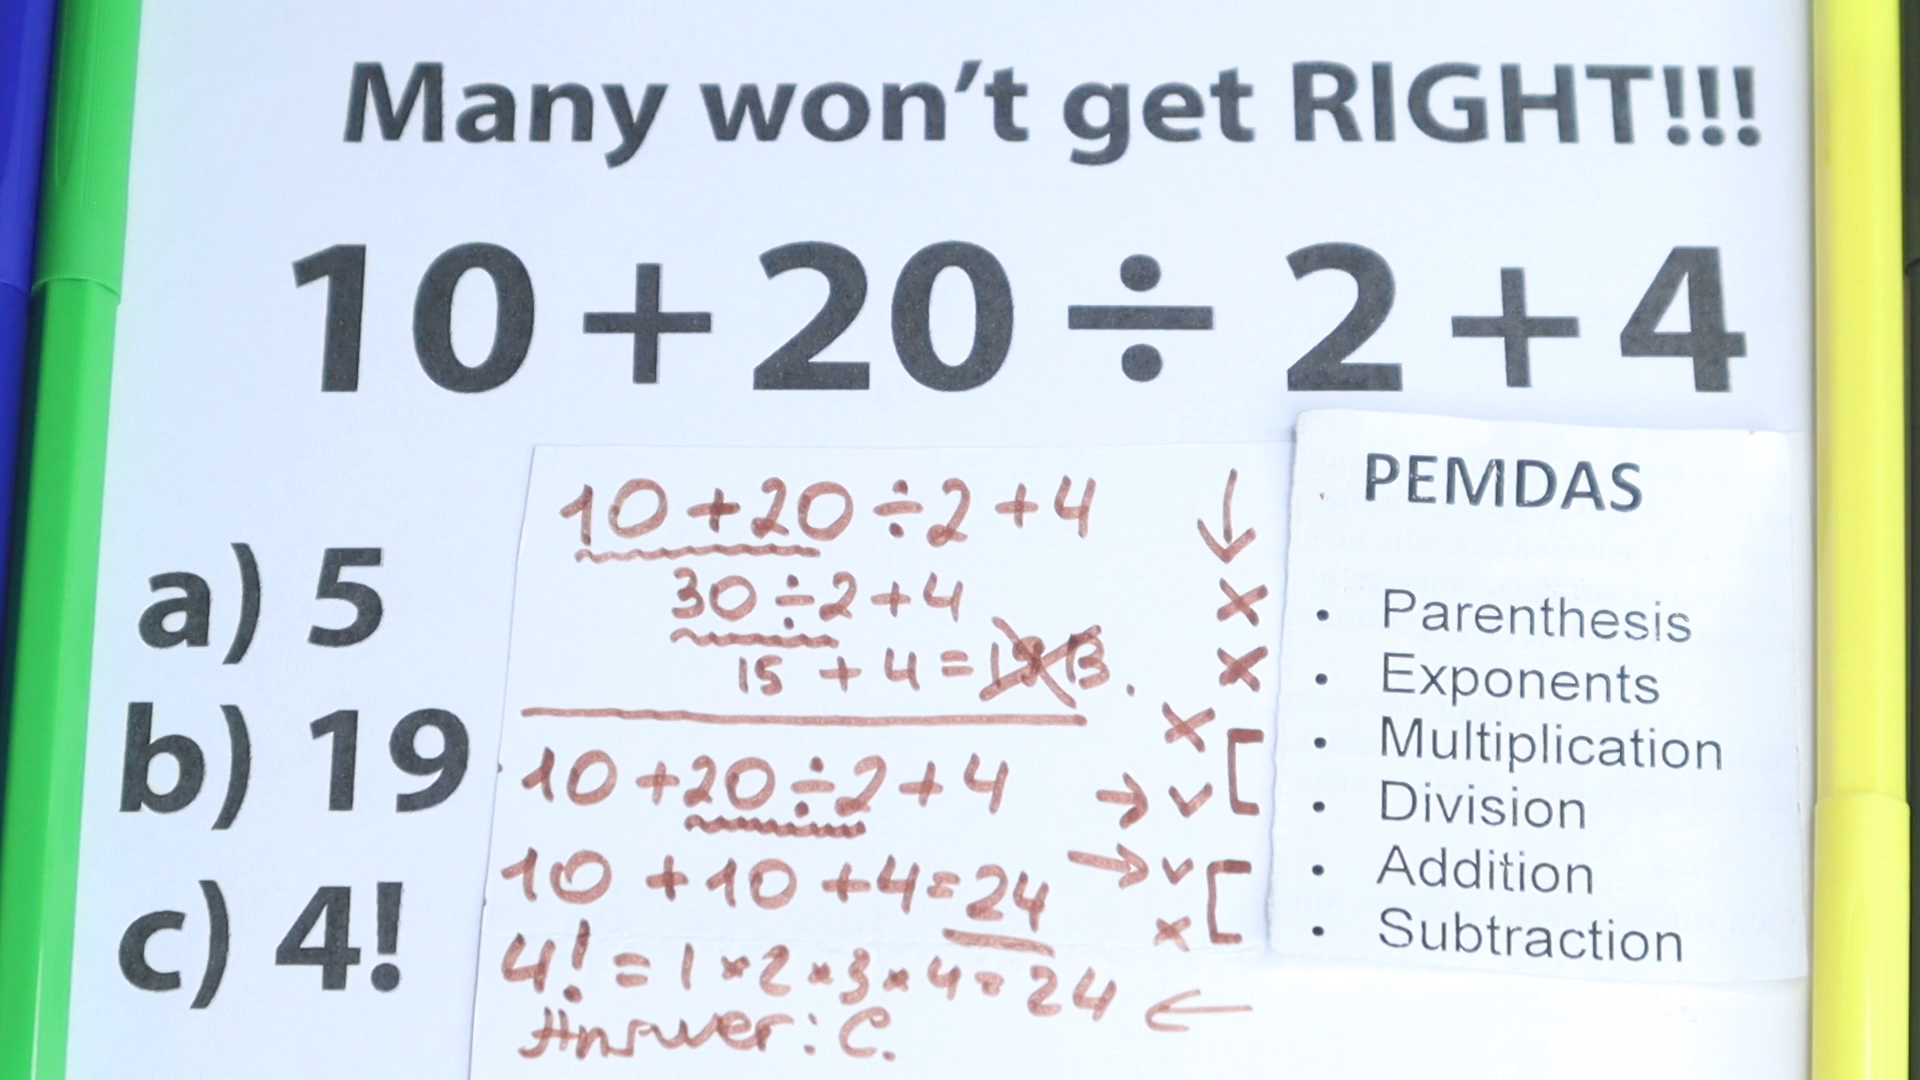 Many won't get RIGHT!!!
10 + 20 ÷ 2 + 4
a) 5
b) 19
c) 4!
10 + 20 ÷ 2 + 4
30 ÷ 2 + 4
15 + 4 =
10 + 20 ÷ 2 + 4
10 + 10 + 4 = 24
4! = 1 * 2 * 3 * 4 = 24
Answer: C.
PEMDAS
• Parenthesis
• Exponents
• Multiplication
• Division
• Addition
• Subtraction